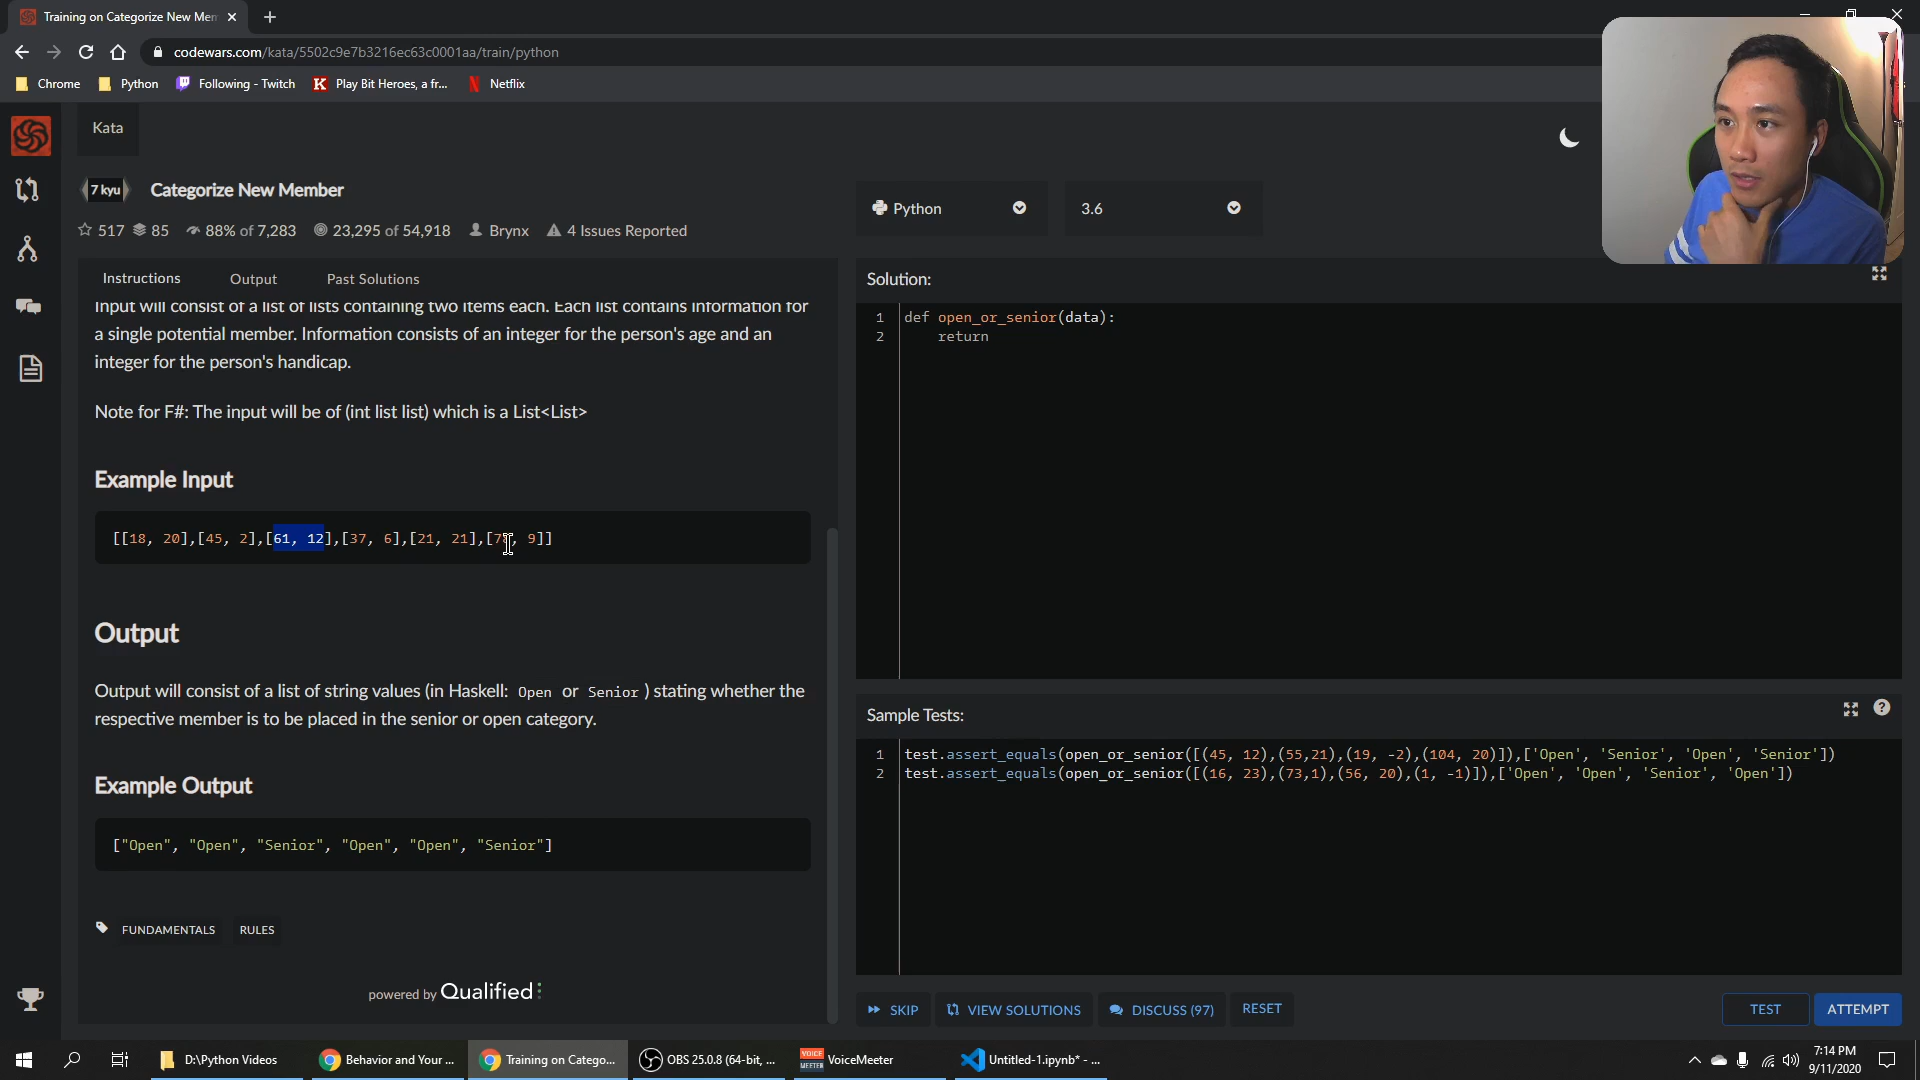 Training on Categorize New Mem
codewars.com/kata/5502c9e7b3216ec63c0001aa/train/python
Chrome
Python
Following - Twitch
K
Play Bit Heroes, a fr...
N
Netflix
Kata
7 kyu
Categorize New Member
517
85
88% of 7,283
23,295 of 54,918
Brynx
4 Issues Reported
Python
3.6
Instructions
Output
Past Solutions
Input will consist of a list of lists containing two items each. Each list contains information for
a single potential member. Information consists of an integer for the person's age and an
integer for the person's handicap.
Note for F#: The input will be of (int list list) which is a List<List>
Example Input
[[18, 20],[45, 2],[61, 12],[37, 6],[21, 21],[7 , 9]]
Output
Output will consist of a list of string values (in Haskell: Open or Senior ) stating whether the
respective member is to be placed in the senior or open category.
Example Output
["Open", "Open", "Senior", "Open", "Open", "Senior"]
FUNDAMENTALS
RULES
powered by Qualified
Solution:
1 def open_or_senior(data):
2 return
Sample Tests:
?
1 test.assert_equals(open_or_senior([(45, 12),(55,21),(19, -2),(104, 20)]),['Open', 'Senior', 'Open', 'Senior'])
2 test.assert_equals(open_or_senior([(16, 23),(73,1),(56, 20),(1, -1)]),['Open', 'Open', 'Senior', 'Open'])
SKIP
VIEW SOLUTIONS
DISCUSS (97)
RESET
TEST
ATTEMPT
D:\Python Videos
Behavior and Your ...
Training on Catego...
OBS 25.0.8 (64-bit, ...
VOICE
MEETER
VoiceMeeter
Untitled-1.ipynb* - ...
7:14 PM
9/11/2020